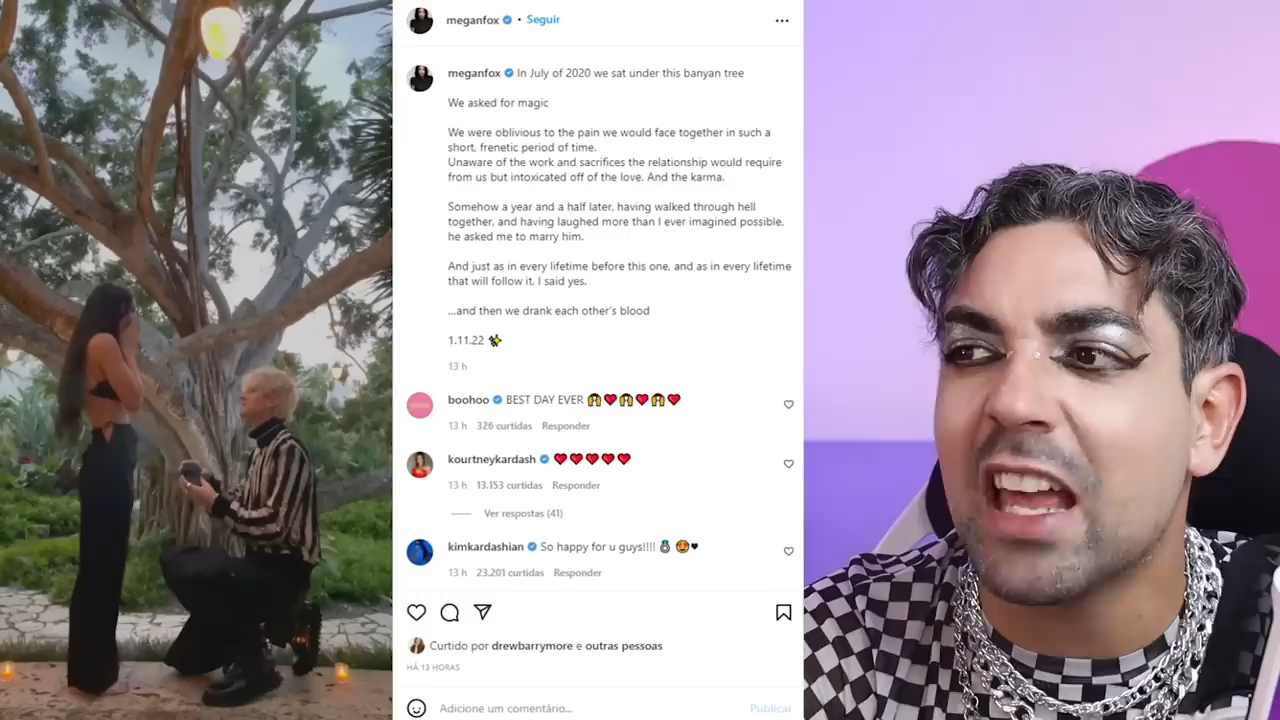 meganfox • Seguir
meganfox In July of 2020 we sat under this banyan tree
We asked for magic
We were oblivious to the pain we would face together in such a
short, frenetic period of time.
Unaware of the work and sacrifices the relationship would require
from us but intoxicated off of the love. And the karma.
Somehow a year and a half later, having walked through hell
together, and having laughed more than I ever imagined possible,
he asked me to marry him.
And just as in every lifetime before this one, and as in every lifetime
that will follow it, I said yes.
...and then we drank each other's blood
1.11.22 ✨
13 h
boohoo BEST DAY EVER 🙌❤️🙌❤️🙌❤️
13 h 326 curtidas Responder
kourtneykardash ❤️❤️❤️❤️❤️
13 h 13.153 curtidas Responder
Ver respostas (41)
kimkardashian So happy for u guys!!!! 💍😍🖤
13 h 23.201 curtidas Responder
Curtido por drewbarrymore e outras pessoas
HÁ 13 HORAS
Adicione um comentário...
Publicar